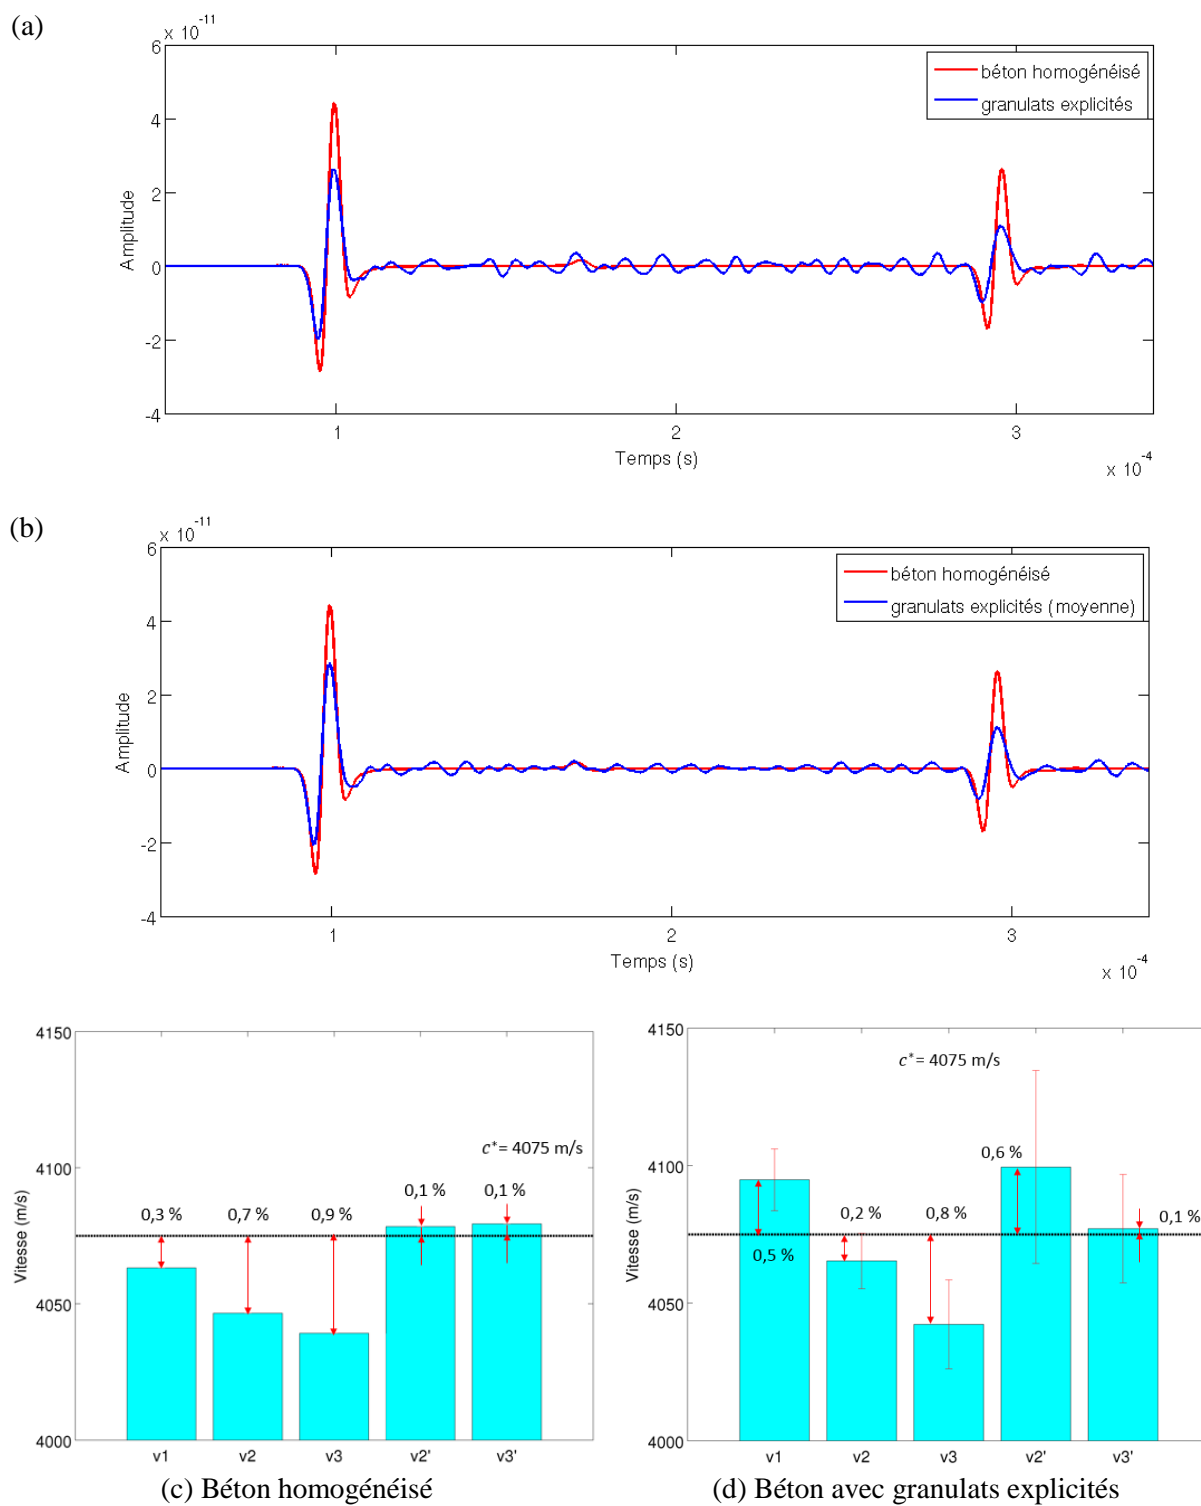 (a)
x 10^-11
6
4
2
0
-2
-4
Amplitude
béton homogénéisé
granulats explicités
1
2
3
Temps (s)
x 10^-4
(b)
x 10^-11
6
4
2
0
-2
-4
Amplitude
béton homogénéisé
granulats explicités (moyenne)
1
2
3
Temps (s)
x 10^-4
4150
4100
4050
4000
Vitesse (m/s)
c*= 4075 m/s
0,3 %
0,7 %
0,9 %
0,1 %
0,1 %
v1
v2
v3
v2'
v3'
(c) Béton homogénéisé
4150
4100
4050
4000
Vitesse (m/s)
c*= 4075 m/s
0,5 %
0,2 %
0,8 %
0,6 %
0,1 %
v1
v2
v3
v2'
v3'
(d) Béton avec granulats explicités